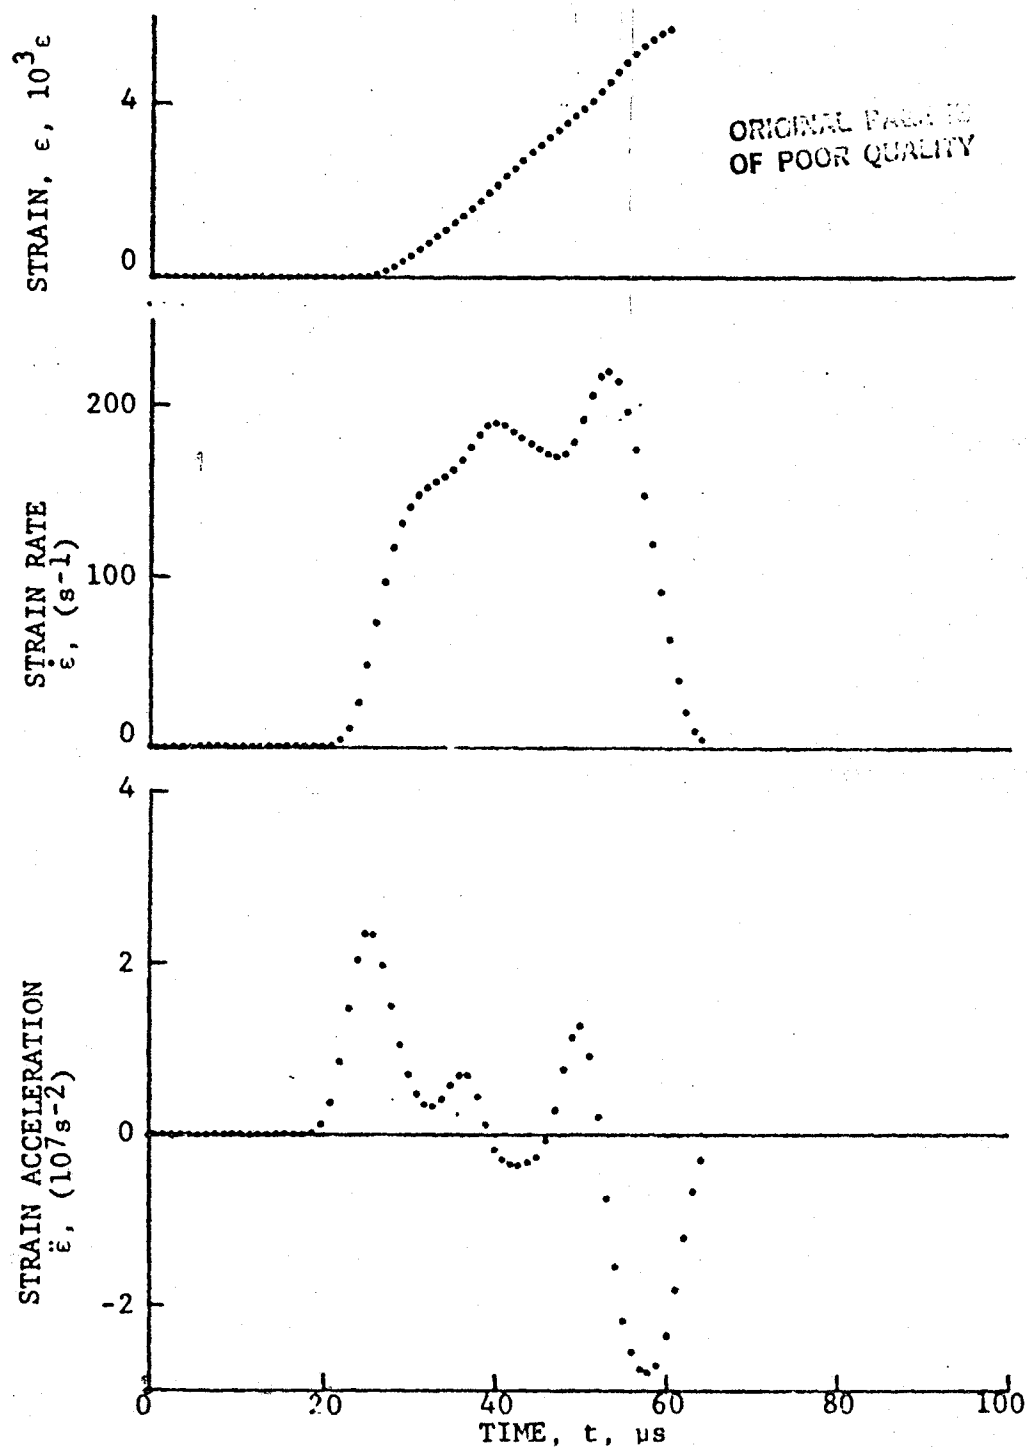 STRAIN, ε, 10³ε
4
0
ORIGINAL PAGE IS
OF POOR QUALITY
STRAIN RATE
ε̇, (s-1)
200
100
0
STRAIN ACCELERATION
ε̈, (10⁷s-2)
4
2
0
-2
0 20 40 60 80 100
TIME, t, μs